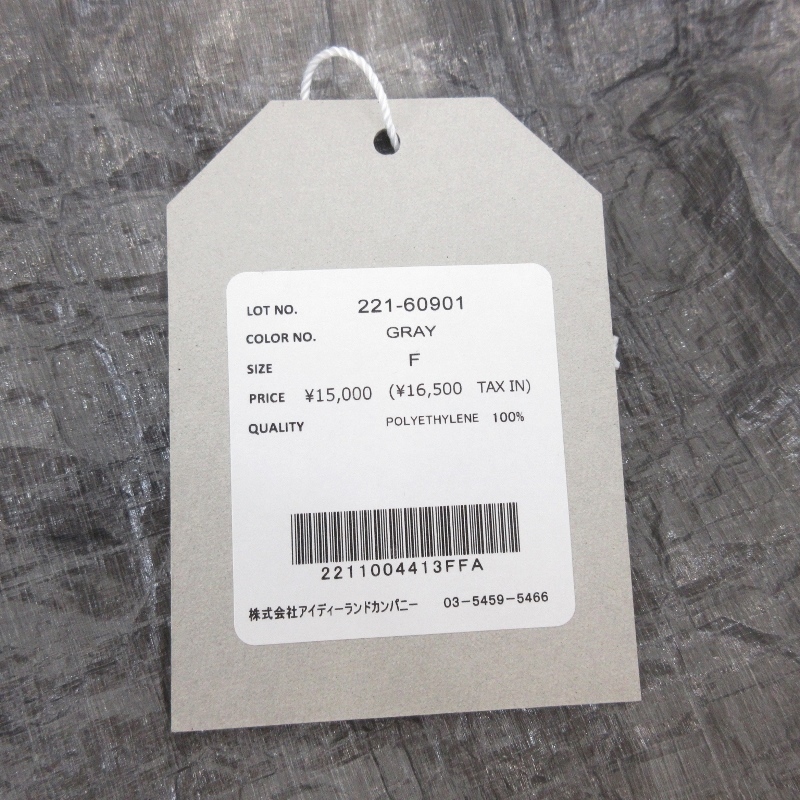 LOT NO. 221-60901
COLOR NO. GRAY
SIZE F
PRICE ¥15,000 (¥16,500 TAX IN)
QUALITY POLYETHYLENE 100%
2211004413FFA
株式会社アイディーランドカンパニー 03-5459-5466